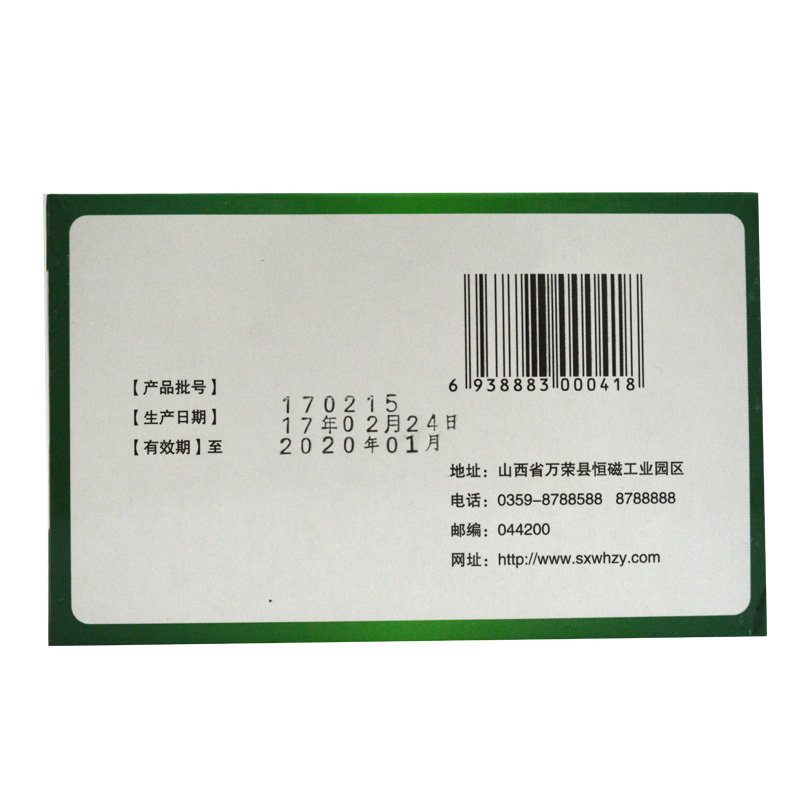 6 938883 000418
【产品批号】 170215
【生产日期】 17年02月24日
【有效期】至 2020年01月
地址：山西省万荣县恒磁工业园区
电话：0359-8788588 8788888
邮编：044200
网址：http://www.sxwhzy.com